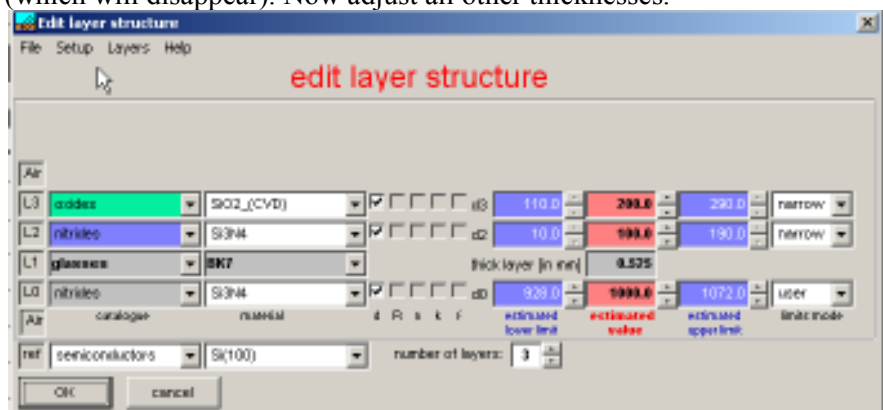 (which will disappear). Now adjust all other thicknesses.
Edit layer structure
File Setup Layers Help
edit layer structure
Air
L3 oxides SiO2_(CVD) d3 110.0 200.0 290.0 narrow
L2 nitrides Si3N4 d2 10.0 100.0 190.0 narrow
L1 glasses BK7 thick layer [in mm] 0.525
L0 nitrides Si3N4 d0 928.0 1000.0 1072.0 user
Air catalogue material d R n k f estimated lower limit estimated value estimated upper limit limits mode
ref semiconductors Si(100) number of layers: 3
OK cancel